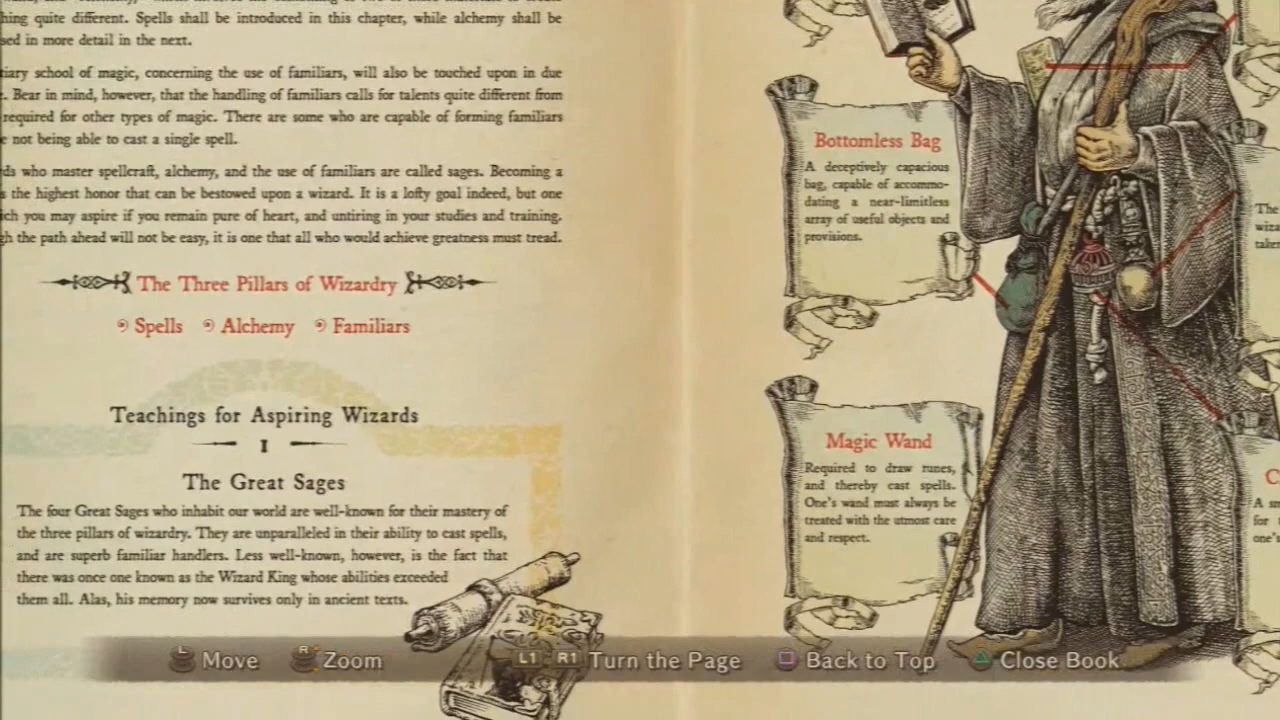 hing quite different. Spells shall be introduced in this chapter, while alchemy shall be
sed in more detail in the next.
iary school of magic, concerning the use of familiars, will also be touched upon in due
. Bear in mind, however, that the handling of familiars calls for talents quite different from
required for other types of magic. There are some who are capable of forming familiars
e not being able to cast a single spell.
ds who master spellcraft, alchemy, and the use of familiars are called sages. Becoming a
s the highest honor that can be bestowed upon a wizard. It is a lofty goal indeed, but one
ich you may aspire if you remain pure of heart, and untiring in your studies and training.
gh the path ahead will not be easy, it is one that all who would achieve greatness must tread.
The Three Pillars of Wizardry
Spells Alchemy Familiars
Teachings for Aspiring Wizards
I
The Great Sages
The four Great Sages who inhabit our world are well-known for their mastery of
the three pillars of wizardry. They are unparalleled in their ability to cast spells,
and are superb familiar handlers. Less well-known, however, is the fact that
there was once one known as the Wizard King whose abilities exceeded
them all. Alas, his memory now survives only in ancient texts.
Bottomless Bag
A deceptively capacious
bag, capable of accommo-
dating a near-limitless
array of useful objects and
provisions.
Magic Wand
Required to draw runes,
and thereby cast spells.
One's wand must always be
treated with the utmost care
and respect.
The
wiza
taken
C
A sm
for
one's
L Move R Zoom L1 R1 Turn the Page Back to Top Close Book